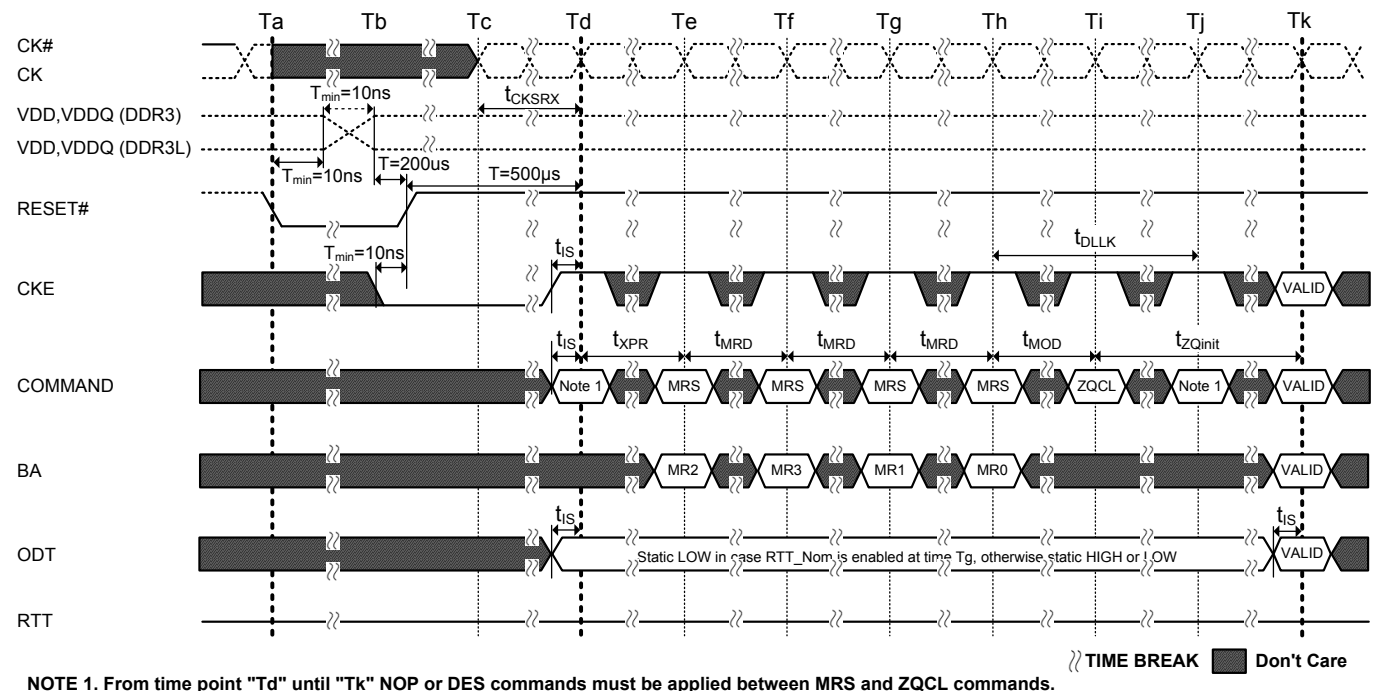 Ta Tb Tc Td Te Tf Tg Th Ti Tj Tk
CK#
CK
Tmin=10ns
tCKSRX
VDD,VDDQ (DDR3)
VDD,VDDQ (DDR3L)
Tmin=10ns
T=200us
T=500µs
RESET#
Tmin=10ns
tIS
tDLLK
CKE
VALID
tIS tXPR tMRD tMRD tMRD tMOD tZQinit
COMMAND
Note 1 MRS MRS MRS MRS ZQCL Note 1 VALID
BA
MR2 MR3 MR1 MR0 VALID
tIS tIS
ODT
Static LOW in case RTT_Nom is enabled at time Tg, otherwise static HIGH or LOW
VALID
RTT
TIME BREAK Don't Care
NOTE 1. From time point "Td" until "Tk" NOP or DES commands must be applied between MRS and ZQCL commands.